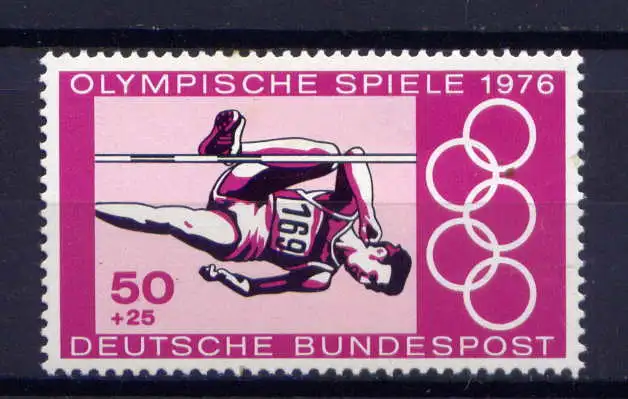 OLYMPISCHE SPIELE 1976
169
50
+25
DEUTSCHE BUNDESPOST